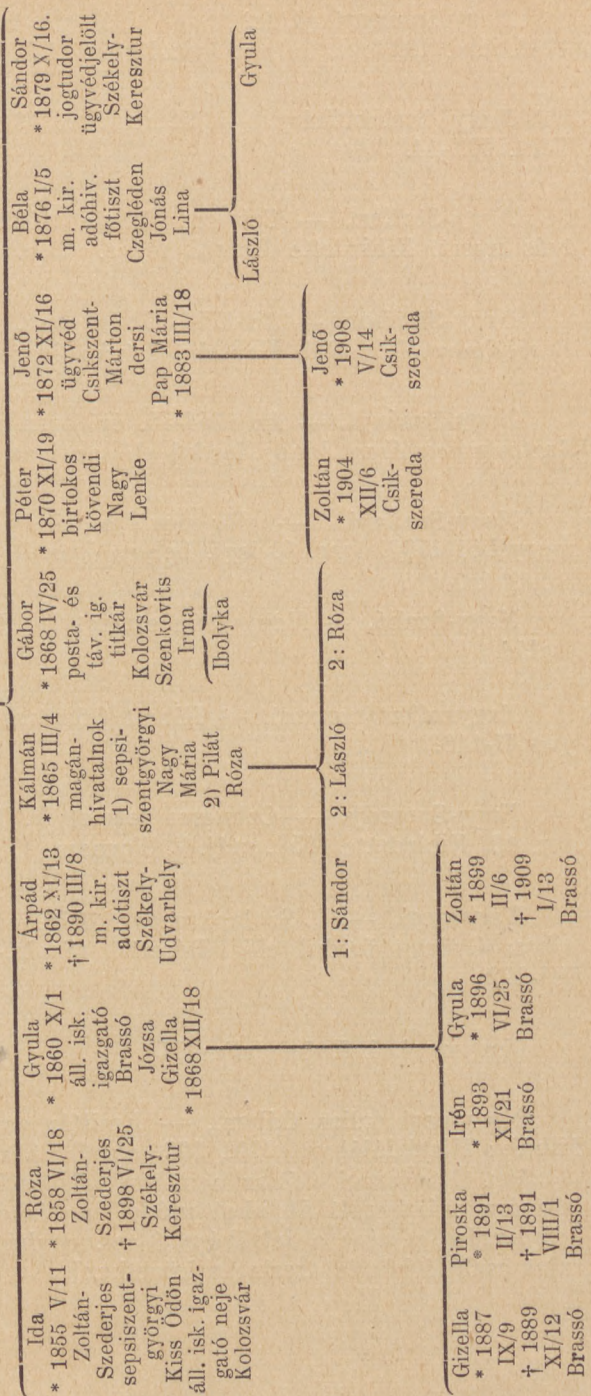 Ida
* 1855 V/11
Zoltán-
Szederjes
sepsiszent-
györgyi
Kiss Ödön
áll. isk. igaz-
gató neje
Kolozsvár
Róza
* 1858 VI/18
Zoltán-
Szederjes
† 1898 VI/25
Székely-
Keresztur
Gyula
* 1860 X/1
áll. isk.
igazgató
Brassó
Józsa
Gizella
* 1868 XII/18
Árpád
* 1862 XI/13
† 1890 III/8
m. kir.
adótiszt
Székely-
Udvarhely
Kálmán
* 1865 III/4
magán-
hivatalnok
1) sepsi-
szentgyörgyi
Nagy
Mária
2) Pilát
Róza
Gábor
* 1868 IV/25
posta- és
táv. ig.
titkár
Kolozsvár
Szenkovits
Irma
Ibolyka
Péter
* 1870 XI/19
birtokos
kövendi
Nagy
Lenke
Jenő
* 1872 XI/16
ügyvéd
Csikszent-
Márton
dersi
Pap Mária
* 1883 III/18
Béla
* 1876 I/5
m. kir.
adóhiv.
főtiszt
Czegléden
Jónás
Lina
Sándor
* 1879 X/16.
jogtudor
ügyvédjelölt
Székely-
Keresztur
László
Gyula
1: Sándor
2: László
2: Róza
Zoltán
* 1904
XII/6
Csik-
szereda
Jenő
* 1908
V/14
Csik-
szereda
Gizella
* 1887
IX/9
† 1889
XI/12
Brassó
Piroska
* 1891
II/13
† 1891
VIII/1
Brassó
Irén
* 1893
XI/21
Brassó
Gyula
* 1896
VI/25
Brassó
Zoltán
* 1899
II/6
† 1909
I/13
Brassó